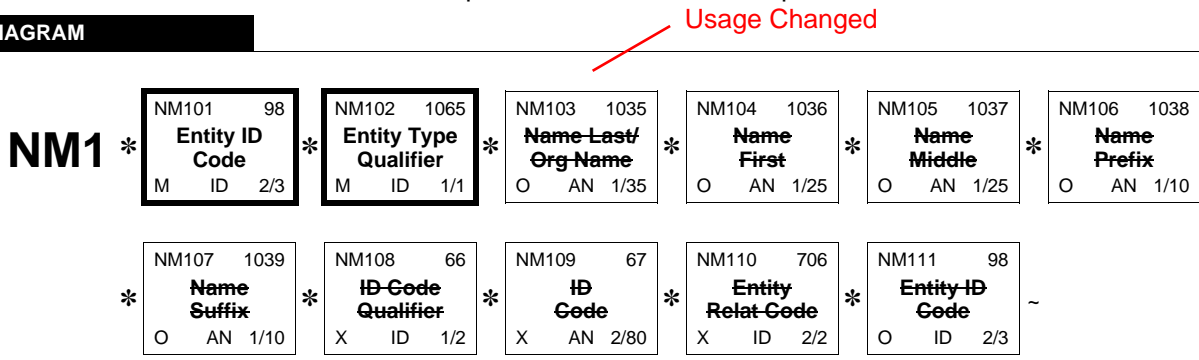 Usage Changed
IAGRAM
NM1 * NM101 98 * NM102 1065 * NM103 1035 * NM104 1036 * NM105 1037 * NM106 1038
Entity ID Entity Type Name Last/ Name Name Name
Code Qualifier Org Name First Middle Prefix
M ID 2/3 M ID 1/1 O AN 1/35 O AN 1/25 O AN 1/25 O AN 1/10
* NM107 1039 * NM108 66 * NM109 67 * NM110 706 * NM111 98 ~
Name ID Code ID Entity Entity ID
Suffix Qualifier Code Relat Code Code
O AN 1/10 X ID 1/2 X AN 2/80 X ID 2/2 O ID 2/3